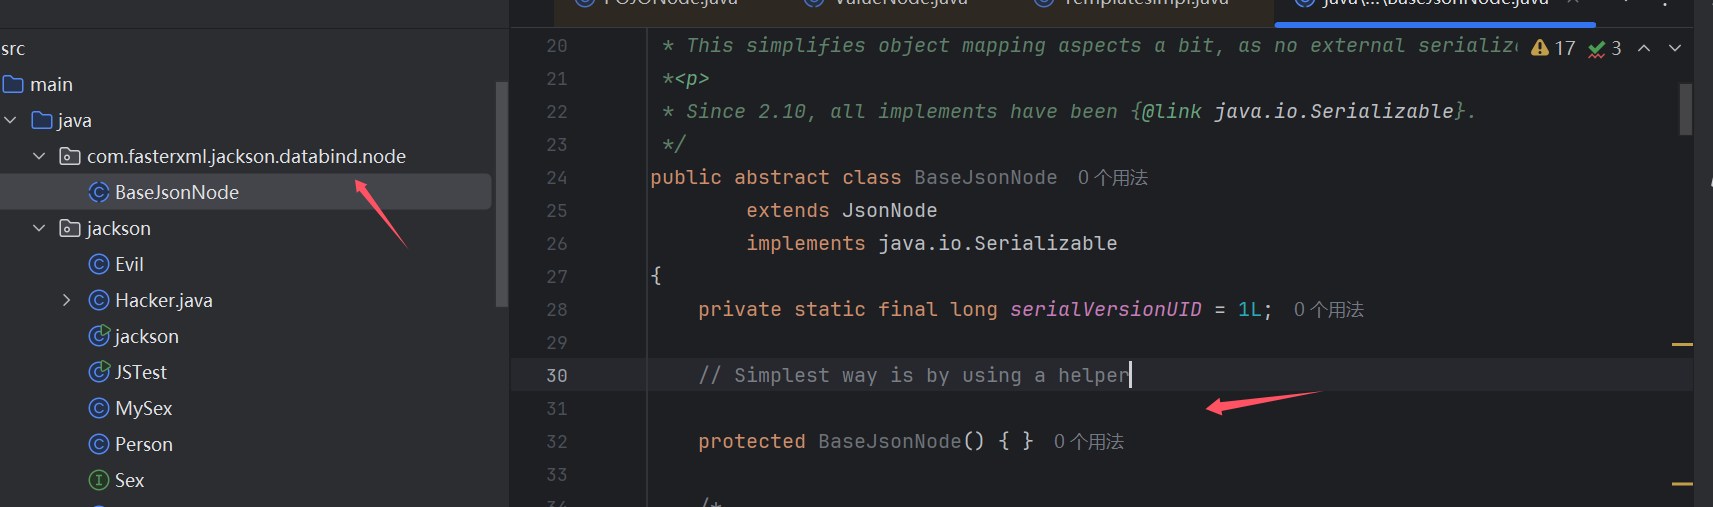 POJONode.java ValueNode.java TemplatesImpl.java java\...\BaseJsonNode.java
src
main
java
com.fasterxml.jackson.databind.node
BaseJsonNode
jackson
Evil
Hacker.java
jackson
JSTest
MySex
Person
Sex
17 3
20 * This simplifies object mapping aspects a bit, as no external serializ
21 *<p>
22 * Since 2.10, all implements have been {@link java.io.Serializable}.
23 */
24 public abstract class BaseJsonNode 0 个用法
25 extends JsonNode
26 implements java.io.Serializable
27 {
28 private static final long serialVersionUID = 1L; 0 个用法
29
30 // Simplest way is by using a helper
31
32 protected BaseJsonNode() { } 0 个用法
33
34 /*